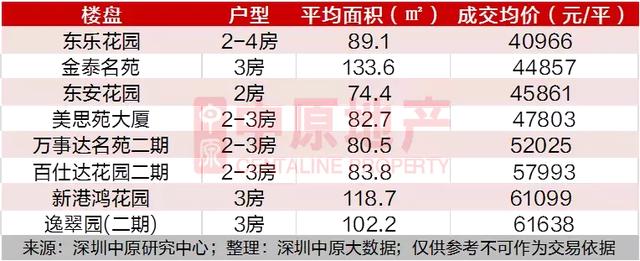 楼盘 户型 平均面积（㎡） 成交均价（元/平）
东乐花园 2-4房 89.1 40966
金泰名苑 3房 133.6 44857
东安花园 2房 74.4 45861
美思苑大厦 2-3房 82.7 47803
万事达名苑二期 2-3房 80.5 52025
百仕达花园二期 2-3房 83.8 57993
新港鸿花园 3房 118.7 61099
逸翠园(二期) 3房 102.2 61638
来源：深圳中原研究中心；整理：深圳中原大数据；仅供参考不可作为交易依据
中原
中原地产
CENTALINE PROPERTY